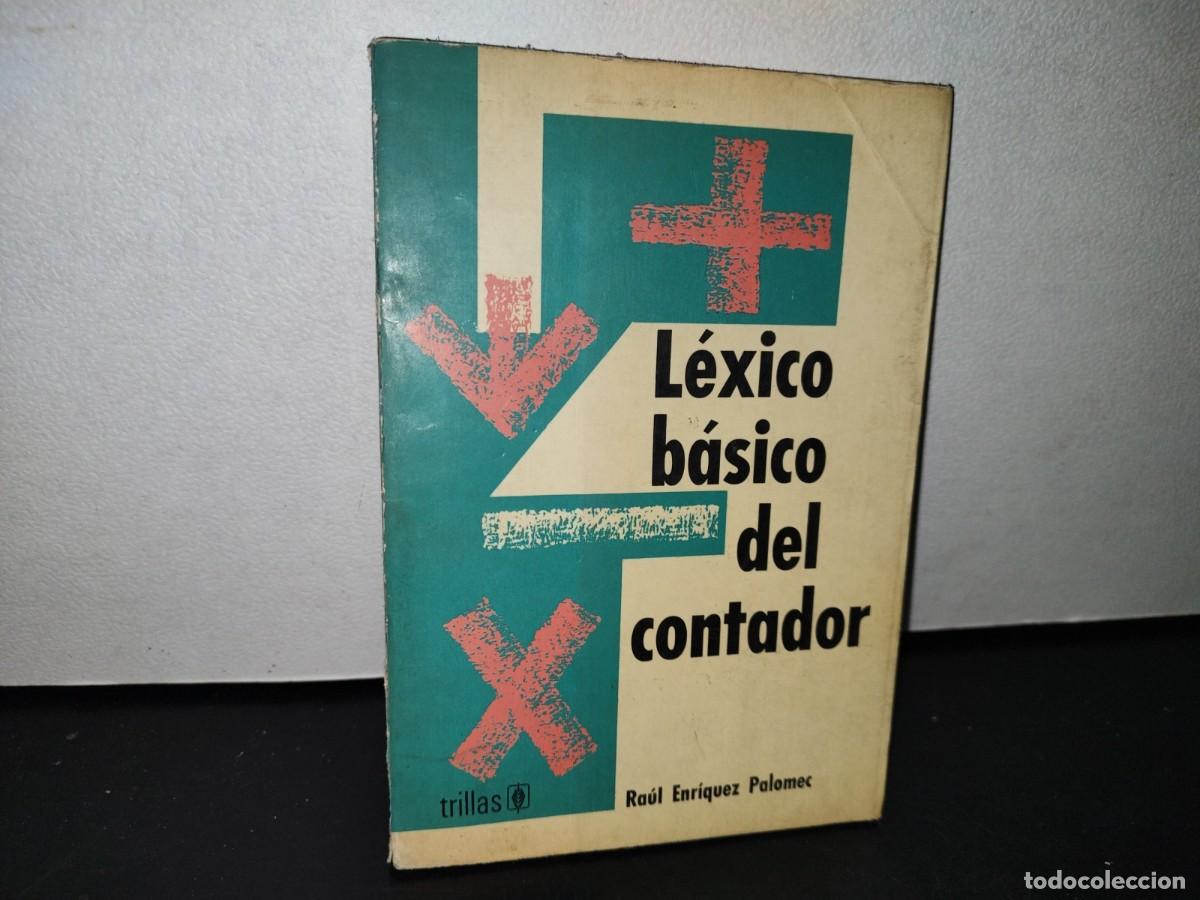 Léxico
básico
del
contador
trillas
Raúl Enríquez Palomec
todocoleccion